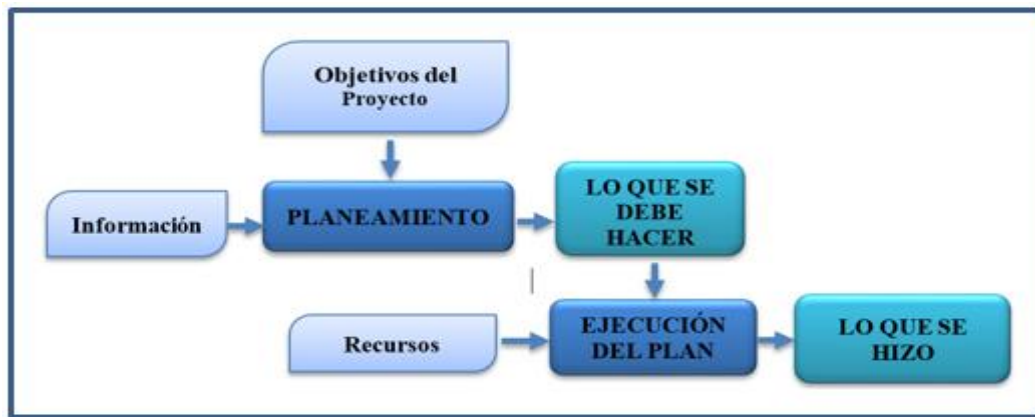 Objetivos del
Proyecto
Información
PLANEAMIENTO
LO QUE SE
DEBE
HACER
Recursos
EJECUCIÓN
DEL PLAN
LO QUE SE
HIZO